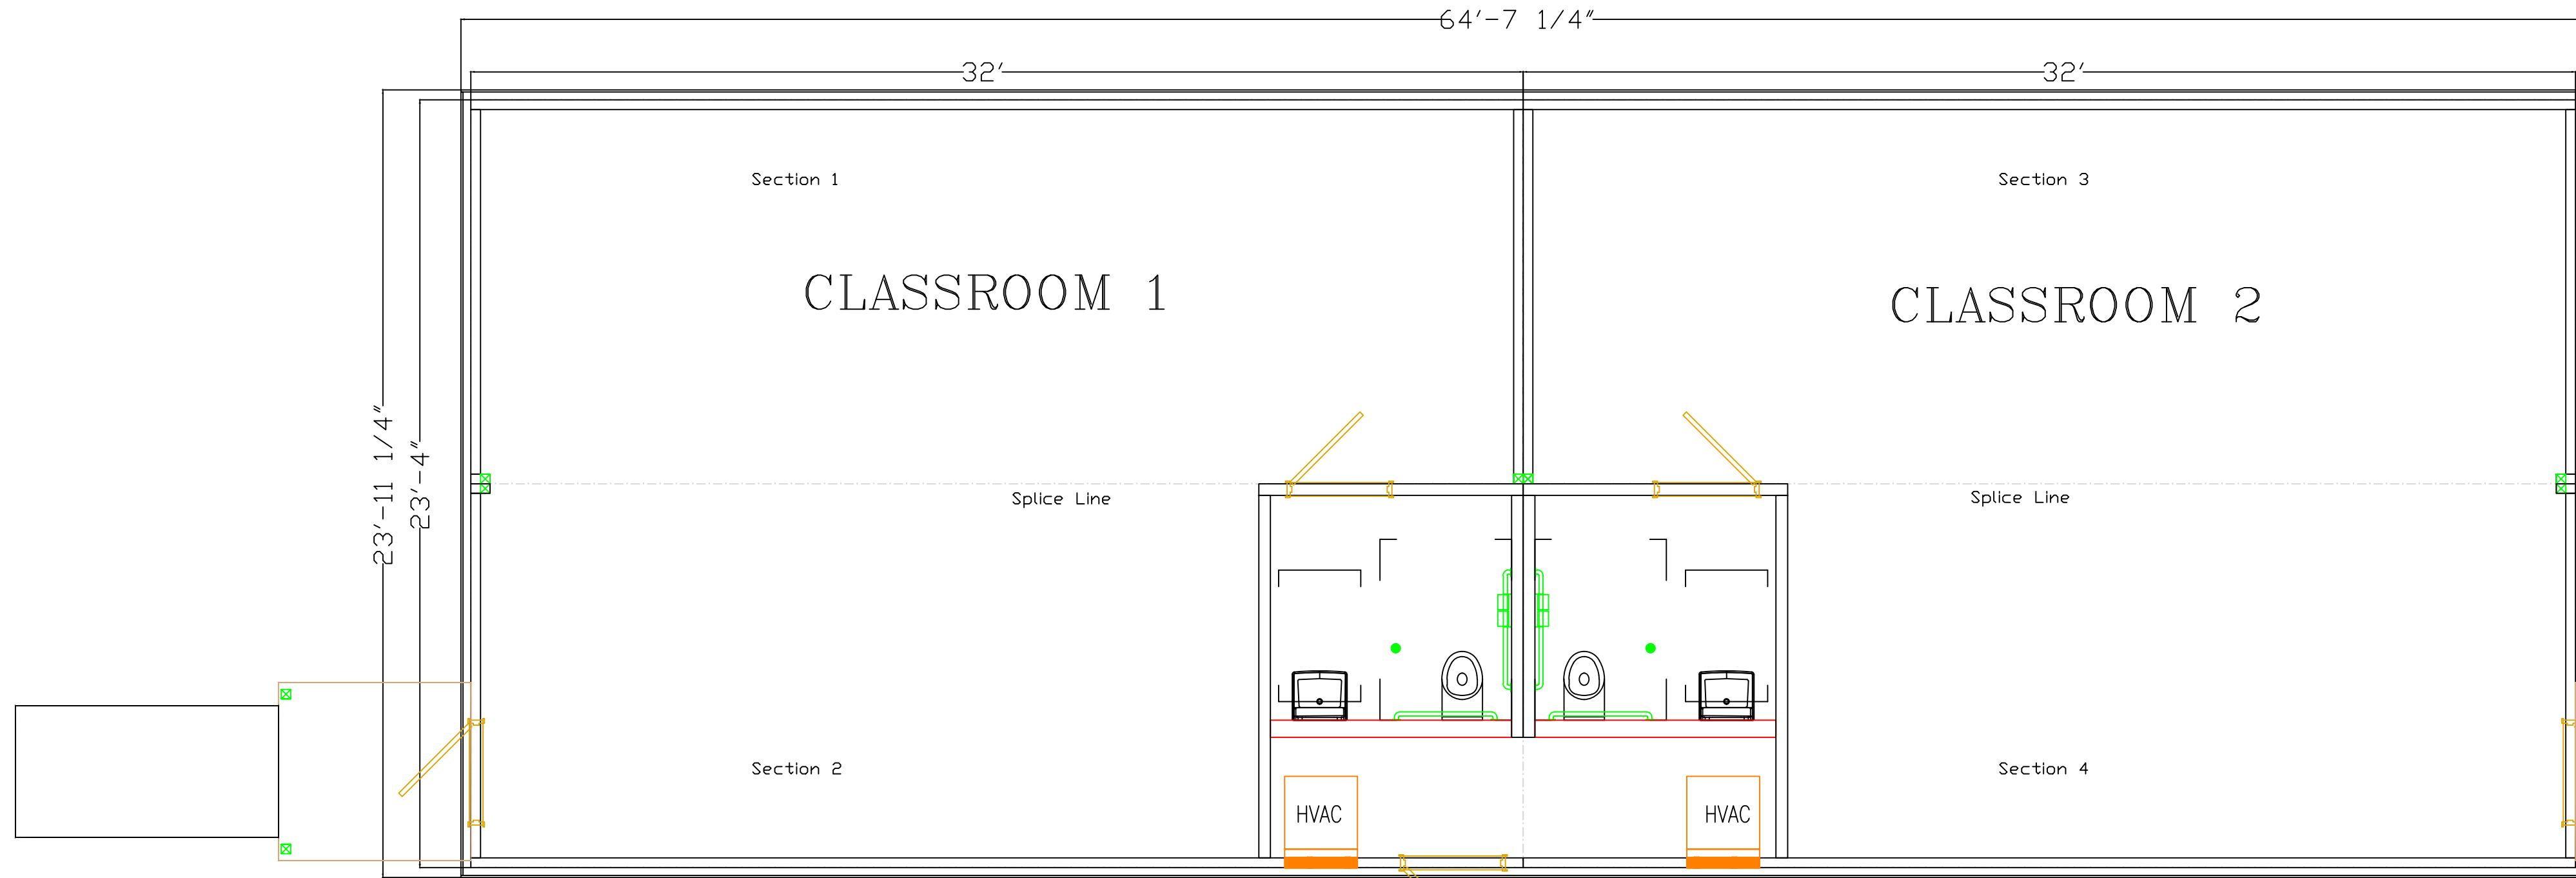 64'-7 1/4"
32'
32'
Section 1
Section 3
CLASSROOM 1
CLASSROOM 2
23'-11 1/4"
23'-4"
Splice Line
Splice Line
Section 2
Section 4
HVAC
HVAC